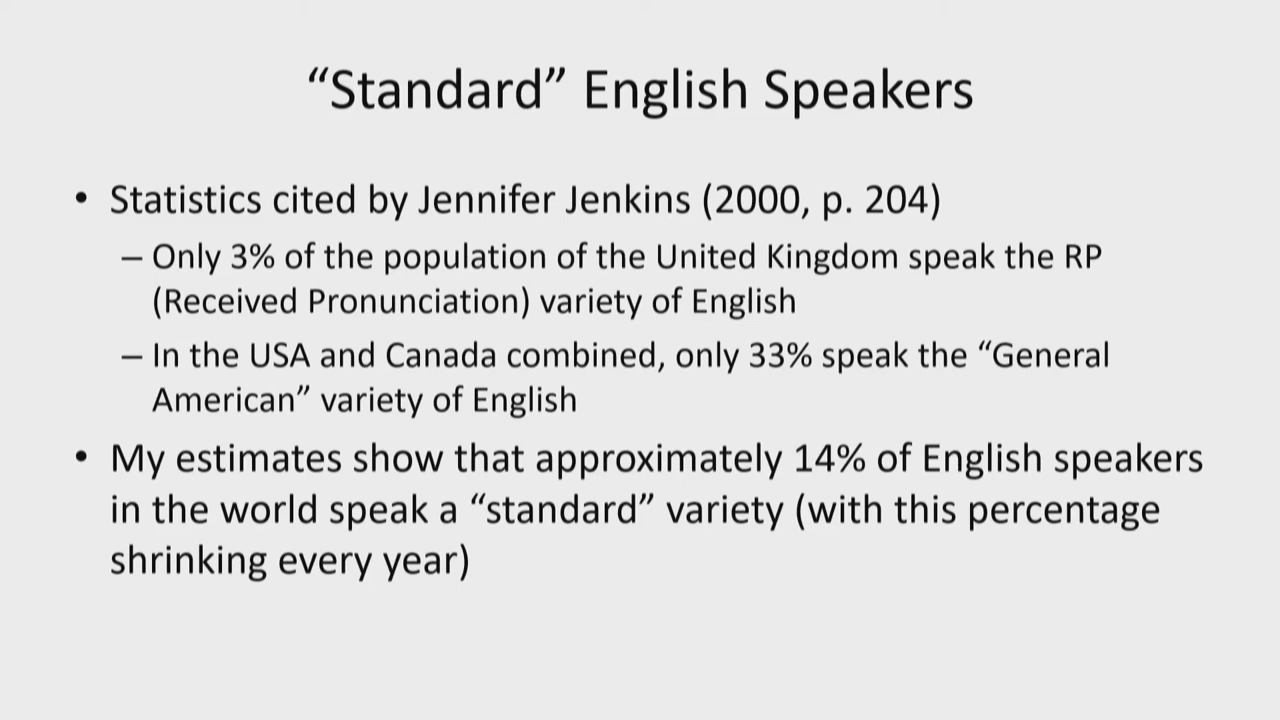 “Standard” English Speakers
• Statistics cited by Jennifer Jenkins (2000, p. 204)
– Only 3% of the population of the United Kingdom speak the RP
(Received Pronunciation) variety of English
– In the USA and Canada combined, only 33% speak the “General
American” variety of English
• My estimates show that approximately 14% of English speakers
in the world speak a “standard” variety (with this percentage
shrinking every year)